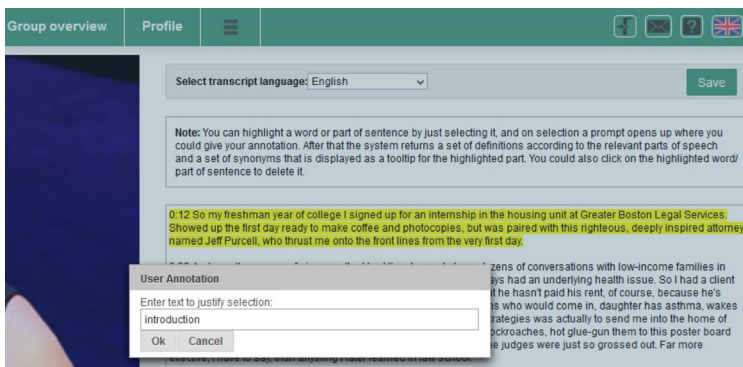 Group overview Profile
Select transcript language: English Save
Note: You can highlight a word or part of sentence by just selecting it, and on selection a prompt opens up where you
could give your annotation. After that the system returns a set of definitions according to the relevant parts of speech
and a set of synonyms that is displayed as a tooltip for the highlighted part. You could also click on the highlighted word/
part of sentence to delete it.
0:12 So my freshman year of college I signed up for an internship in the housing unit at Greater Boston Legal Services.
Showed up the first day ready to make coffee and photocopies, but was paired with this righteous, deeply inspired attorney
named Jeff Purcell, who thrust me onto the front lines from the very first day.
of conversations with low-income families in
had an underlying health issue. So I had a client
he hasn't paid his rent, of course, because he's
who would come in, daughter has asthma, wakes
was actually to send me into the home of
hot glue-gun them to this poster board
judges were just so grossed out. Far more
effective, I have to say, than anything I later learned in law school.
User Annotation
Enter text to justify selection:
introduction
Ok Cancel